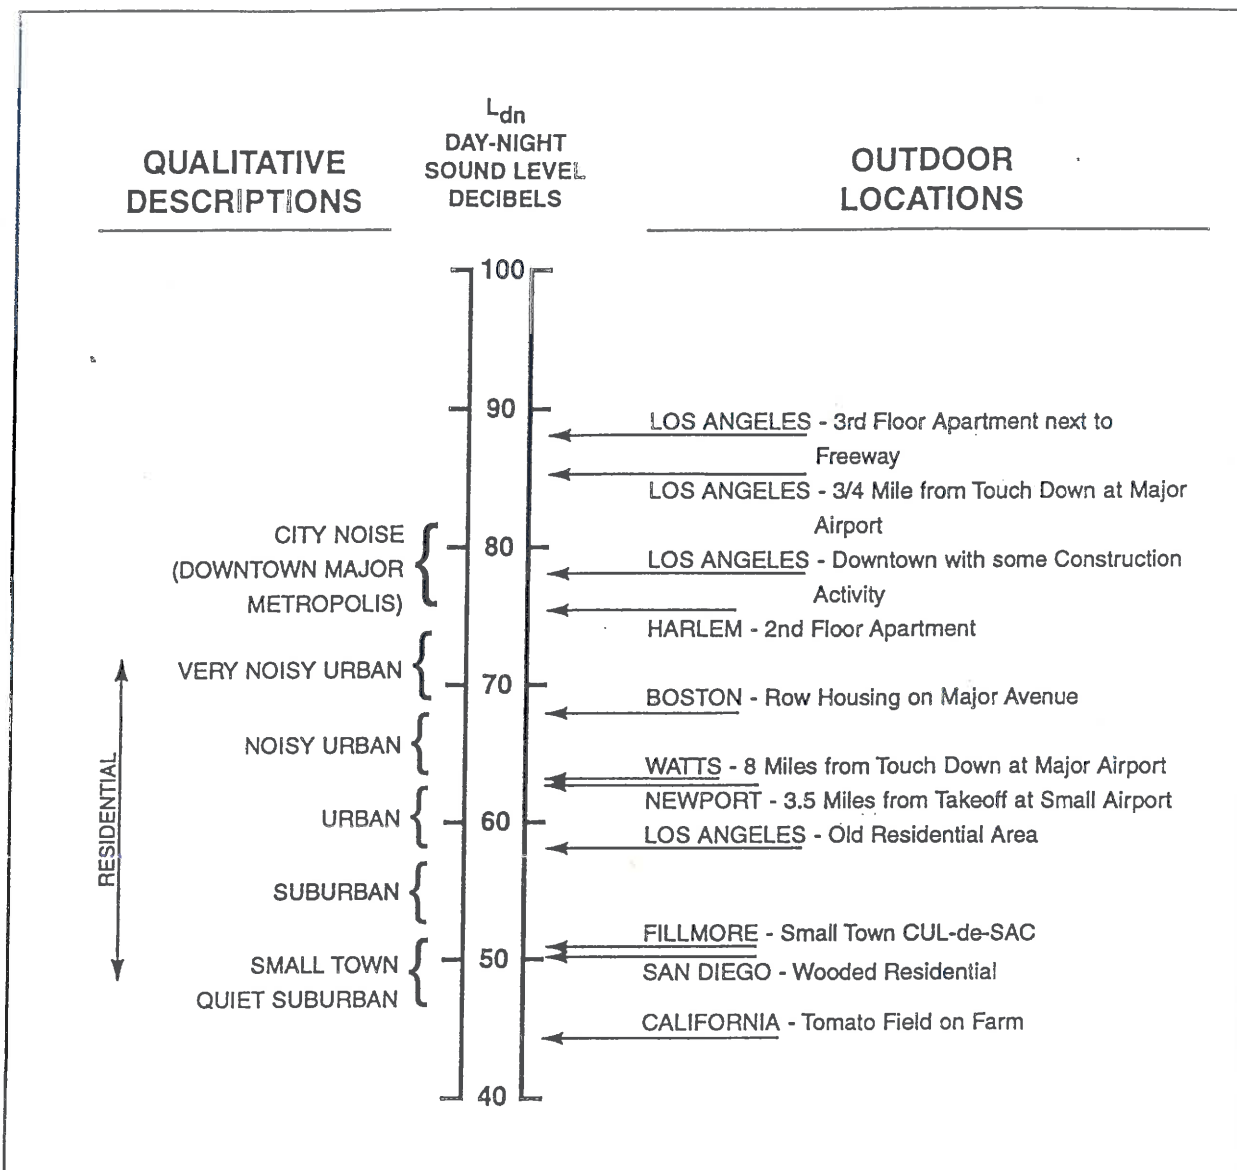 L dn
DAY-NIGHT
SOUND LEVEL
DECIBELS
QUALITATIVE
DESCRIPTIONS
OUTDOOR
LOCATIONS
100
90
80
70
60
50
40
CITY NOISE
(DOWNTOWN MAJOR
METROPOLIS)
VERY NOISY URBAN
NOISY URBAN
URBAN
SUBURBAN
SMALL TOWN
QUIET SUBURBAN
RESIDENTIAL
LOS ANGELES - 3rd Floor Apartment next to
Freeway
LOS ANGELES - 3/4 Mile from Touch Down at Major
Airport
LOS ANGELES - Downtown with some Construction
Activity
HARLEM - 2nd Floor Apartment
BOSTON - Row Housing on Major Avenue
WATTS - 8 Miles from Touch Down at Major Airport
NEWPORT - 3.5 Miles from Takeoff at Small Airport
LOS ANGELES - Old Residential Area
FILLMORE - Small Town CUL-de-SAC
SAN DIEGO - Wooded Residential
CALIFORNIA - Tomato Field on Farm